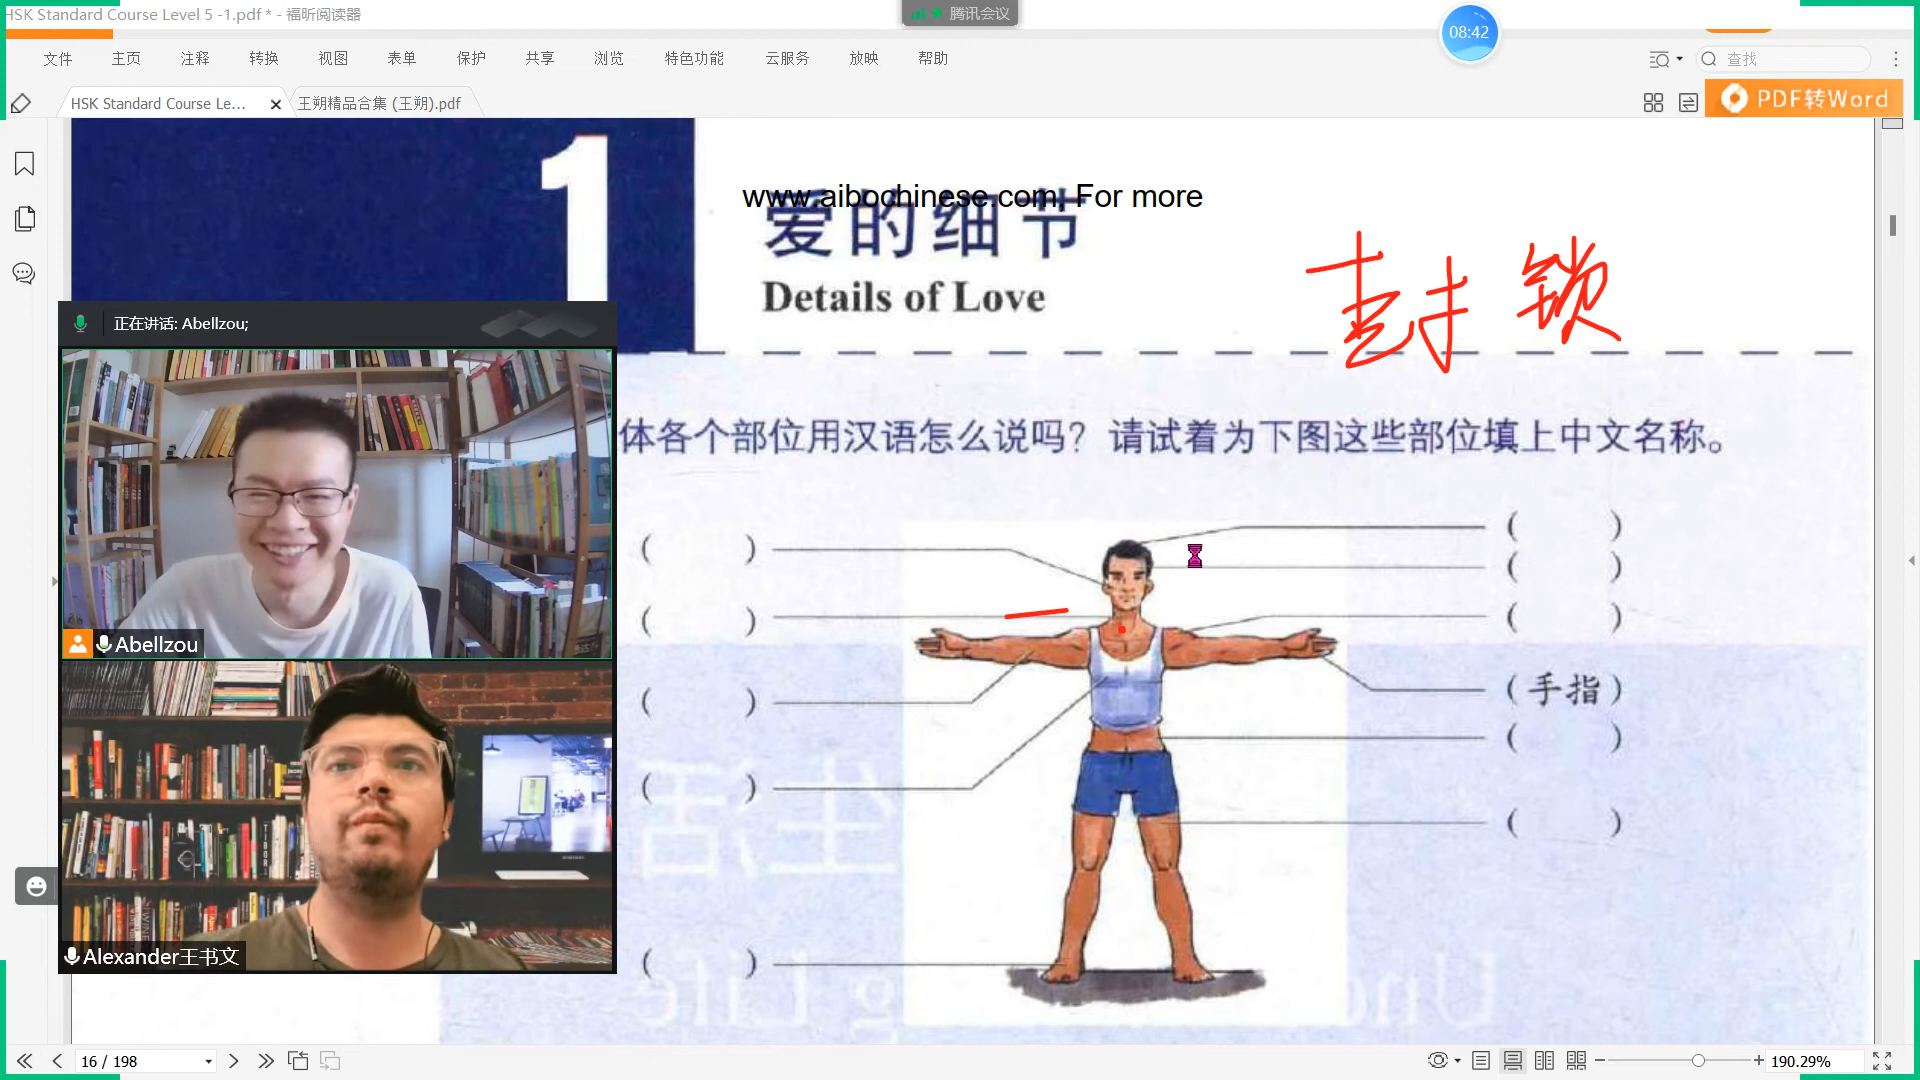 HSK Standard Course Level 5 -1.pdf * - 福昕阅读器
腾讯会议
08:42
文件 主页 注释 转换 视图 表单 保护 共享 浏览 特色功能 云服务 放映 帮助
查找
HSK Standard Course Le...
王朔精品合集 (王朔).pdf
PDF转Word
1
www.aibochinese.com, For more
爱的细节
Details of Love
封锁
正在讲话: Abellzou;
体各个部位用汉语怎么说吗？请试着为下图这些部位填上中文名称。
( ) ( )
( )
( ) ( )
(手指)
( ) ( )
( )
( )
( )
Abellzou
Alexander王书文
生活
16 / 198
190.29%